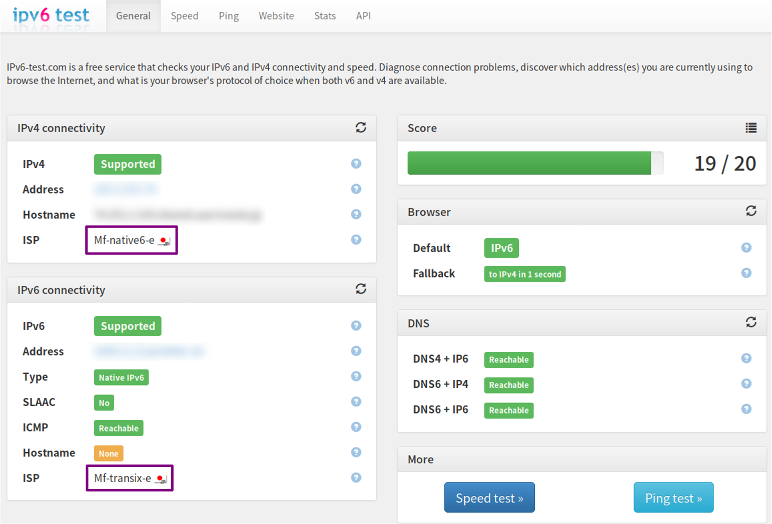 ipv6 test
General Speed Ping Website Stats API
IPv6-test.com is a free service that checks your IPv6 and IPv4 connectivity and speed. Diagnose connection problems, discover which address(es) you are currently using to
browse the Internet, and what is your browser's protocol of choice when both v6 and v4 are available.
IPv4 connectivity
IPv4 Supported
Address
Hostname
ISP Mf-native6-e
IPv6 connectivity
IPv6 Supported
Address
Type Native IPv6
SLAAC No
ICMP Reachable
Hostname None
ISP Mf-transix-e
Score
19 / 20
Browser
Default IPv6
Fallback to IPv4 in 1 second
DNS
DNS4 + IP6 Reachable
DNS6 + IP4 Reachable
DNS6 + IP6 Reachable
More
Speed test »
Ping test »